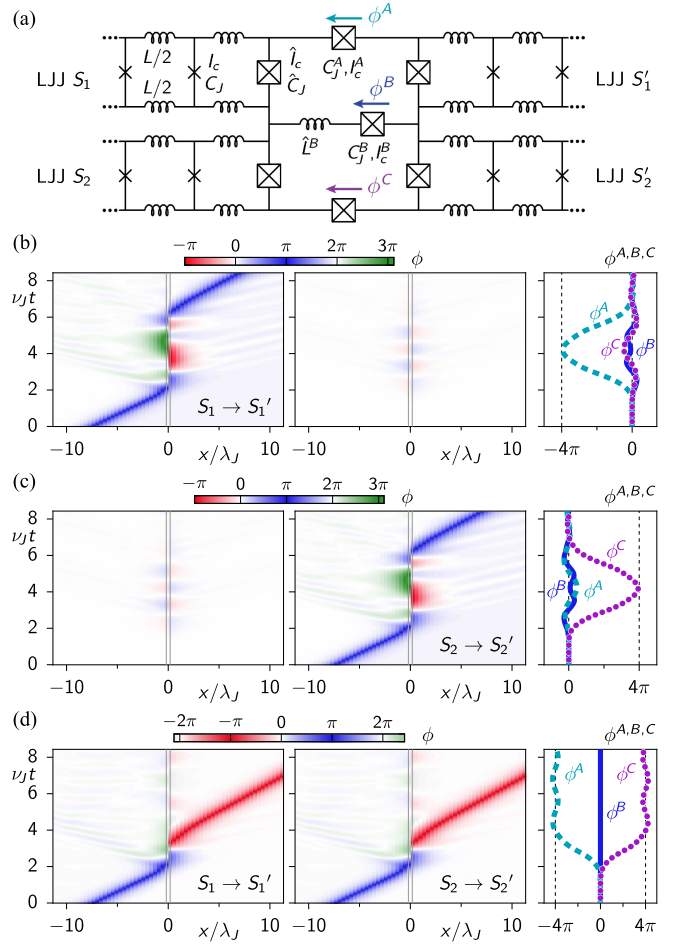 (a)
ϕ^A
L/2 I_c Î_c C_J^A, I_c^A
LJJ S_1 C_J Ĉ_J LJJ S_1′
L/2 ϕ^B
L̂^B C_J^B, I_c^B
LJJ S_2 ϕ^C LJJ S_2′
(b) −π 0 π 2π 3π ϕ ϕ^{A,B,C}
ν_J t
8
6
4
2
0
S_1 → S_1′
−10 0 10
x/λ_J
−10 0 10
x/λ_J
ϕ^A
ϕ^C ϕ^B
−4π 0
(c) −π 0 π 2π 3π ϕ ϕ^{A,B,C}
ν_J t
8
6
4
2
0
−10 0 10
x/λ_J
S_2 → S_2′
−10 0 10
x/λ_J
ϕ^C
ϕ^B ϕ^A
0 4π
(d) −2π −π 0 π 2π ϕ ϕ^{A,B,C}
ν_J t
8
6
4
2
0
S_1 → S_1′
−10 0 10
x/λ_J
S_2 → S_2′
−10 0 10
x/λ_J
ϕ^A ϕ^C
ϕ^B
−4π 0 4π